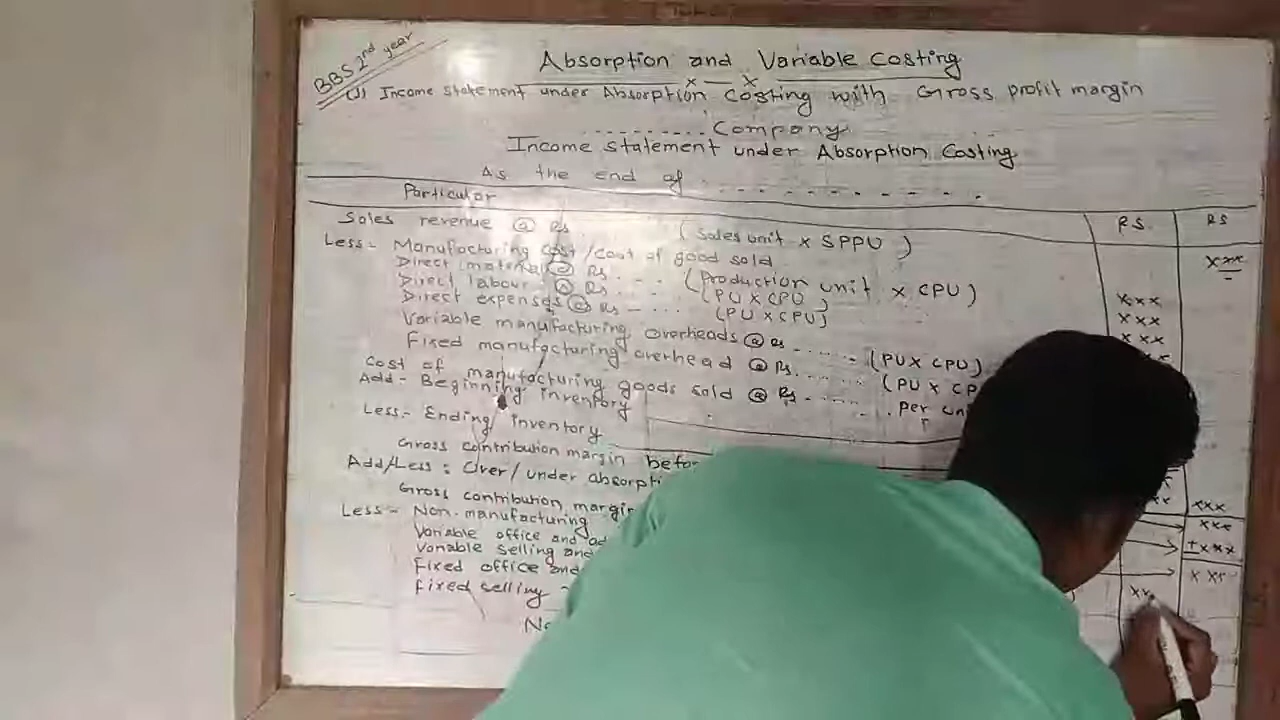 BBS 2nd year
Absorption and Variable Costing
x — x
(1) Income statement under Absorption Costing with Gross profit margin
.......... Company
Income statement under Absorption Costing
As the end of ...........
Particular RS RS
Sales revenue @ Rs. (Sales unit x SPPU) xxx
Less - Manufacturing cost/cost of good sold
Direct material @ Rs. .. (Production unit x CPU) xxx
Direct labour @ Rs .. .. (PU x CPU) xxx
Direct expenses @ Rs - .... (PU x CPU) xxx
Variable manufacturing overheads @ Rs ...... (PU x CPU)
Fixed manufacturing overhead @ Rs. ..... (PU x CP
Cost of manufacturing goods sold @ Rs ...... per un
Add - Beginning inventory
Less - Ending inventory xxx
Gross contribution margin befor xxx
Add/Less : Over/under absorpti +xxx
Gross contribution margin xxx
Less - Non-manufacturing
Variable office and ad xx
Variable selling and
Fixed office and
Fixed selling
Ne